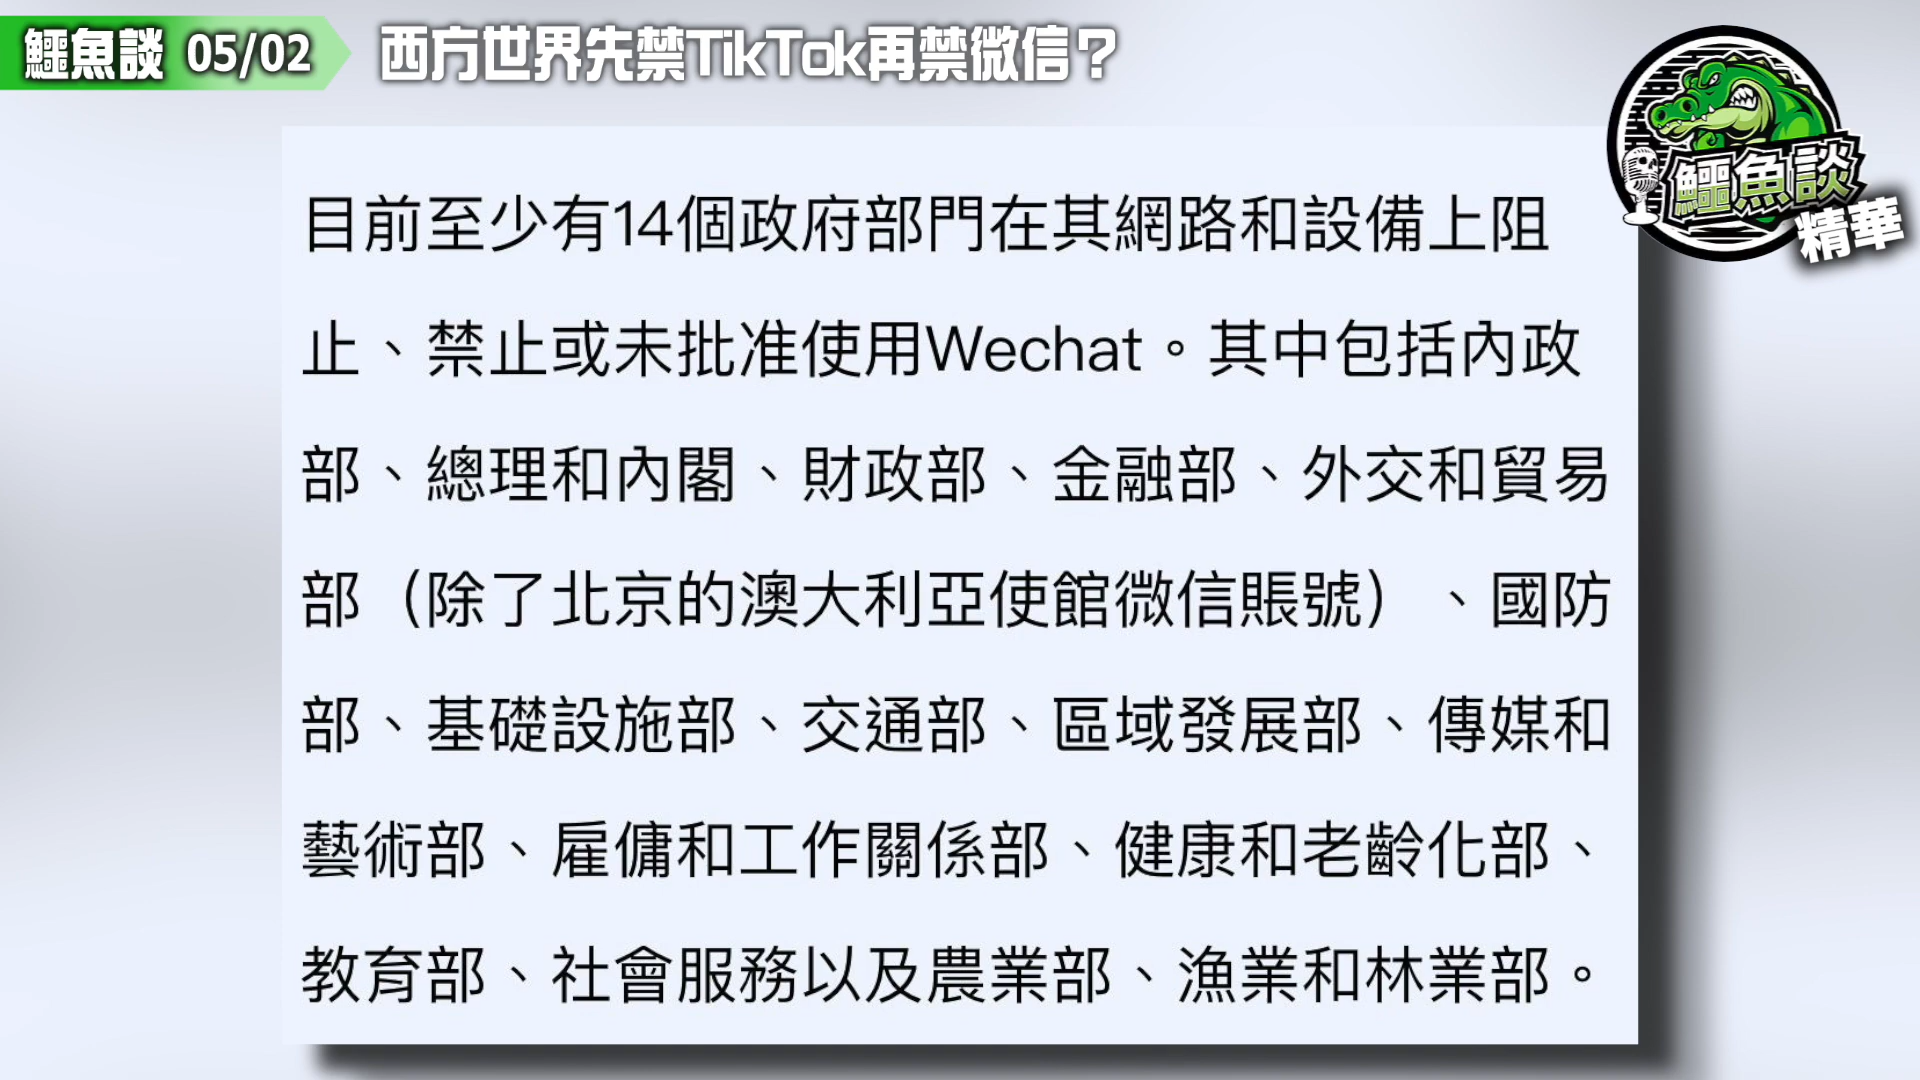 鱷魚談 05/02 西方世界先禁TikTok再禁微信？
鱷魚談
精華
目前至少有14個政府部門在其網路和設備上阻
止、禁止或未批准使用Wechat。其中包括內政
部、總理和內閣、財政部、金融部、外交和貿易
部（除了北京的澳大利亞使館微信賬號）、國防
部、基礎設施部、交通部、區域發展部、傳媒和
藝術部、雇傭和工作關係部、健康和老齡化部、
教育部、社會服務以及農業部、漁業和林業部。